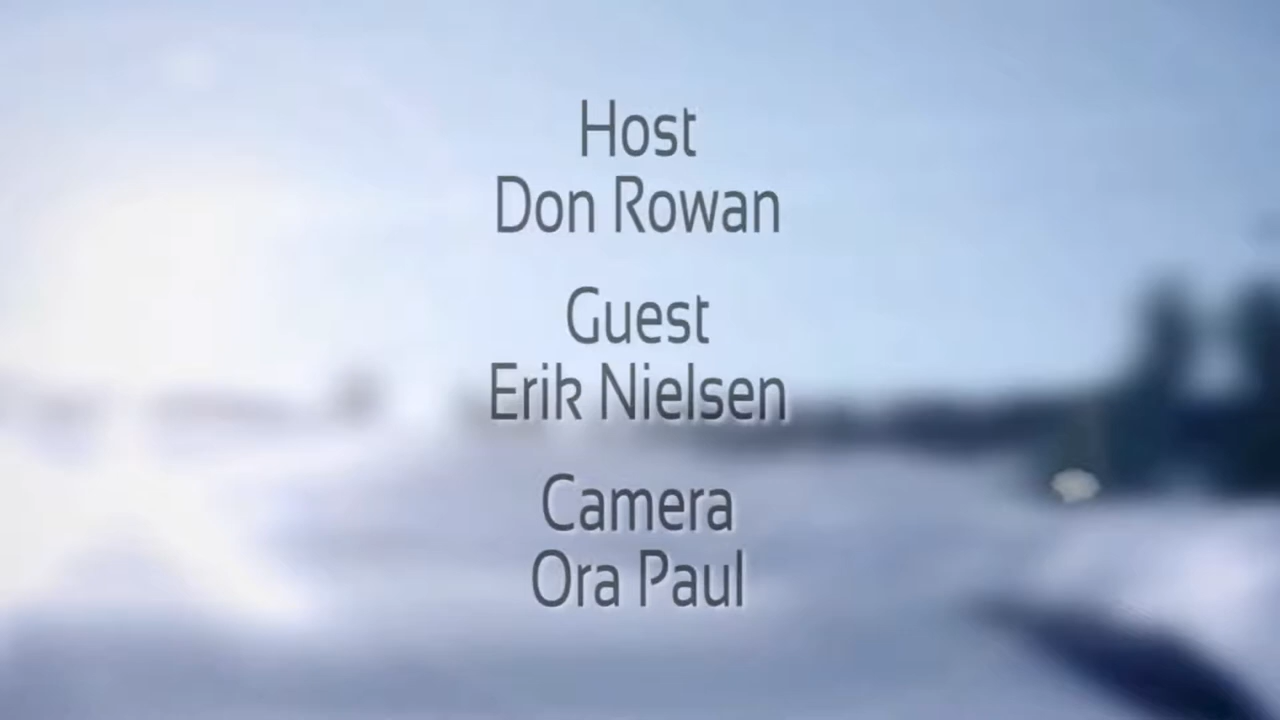 Host
Don Rowan
Guest
Erik Nielsen
Camera
Ora Paul